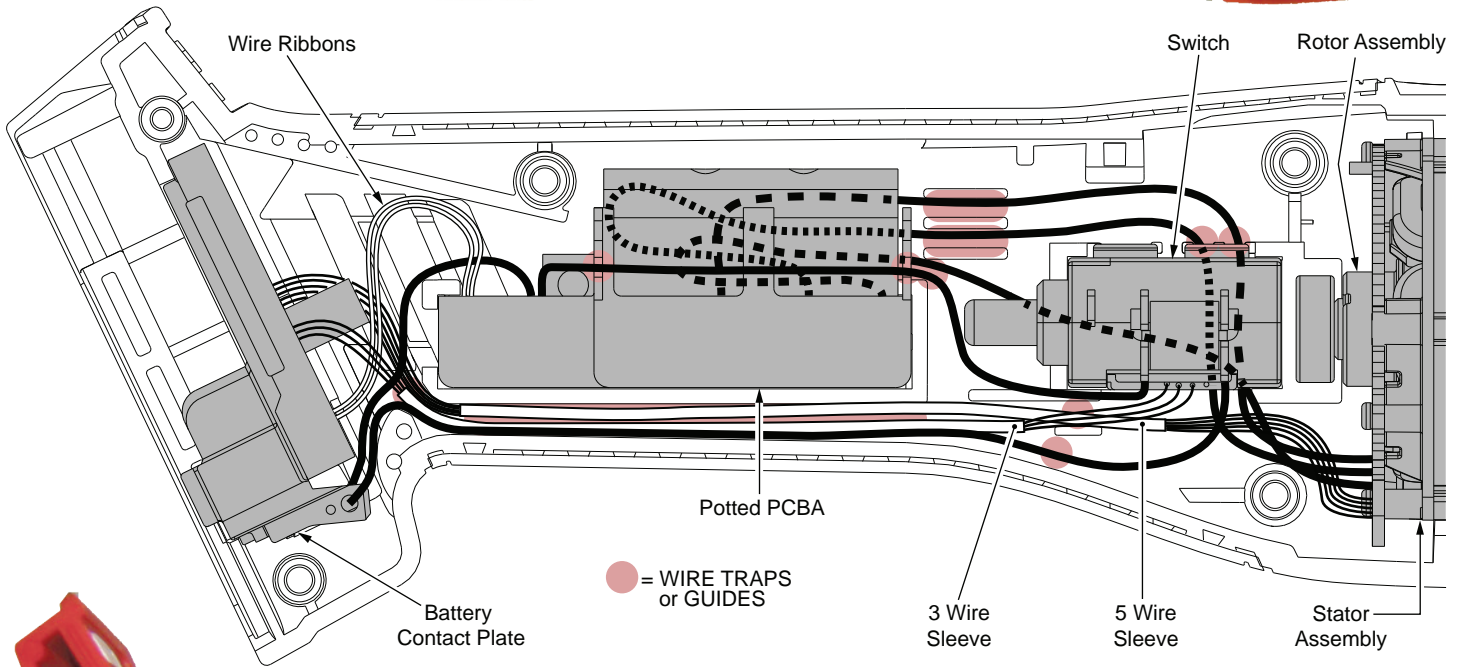 Wire Ribbons
Switch
Rotor Assembly
Potted PCBA
= WIRE TRAPS
or GUIDES
Battery
Contact Plate
3 Wire
Sleeve
5 Wire
Sleeve
Stator
Assembly